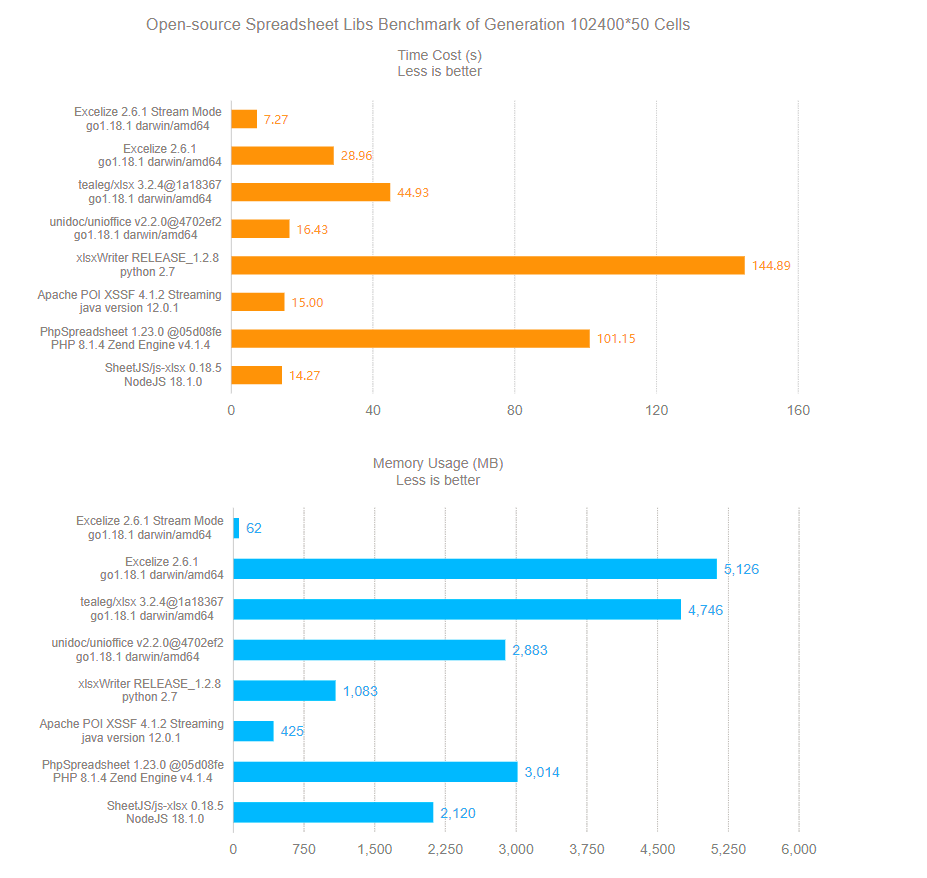 Open-source Spreadsheet Libs Benchmark of Generation 102400*50 Cells
Time Cost (s)
Less is better
Excelize 2.6.1 Stream Mode
go1.18.1 darwin/amd64
7.27
Excelize 2.6.1
go1.18.1 darwin/amd64
28.96
tealeg/xlsx 3.2.4@1a18367
go1.18.1 darwin/amd64
44.93
unidoc/unioffice v2.2.0@4702ef2
go1.18.1 darwin/amd64
16.43
xlsxWriter RELEASE_1.2.8
python 2.7
144.89
Apache POI XSSF 4.1.2 Streaming
java version 12.0.1
15.00
PhpSpreadsheet 1.23.0 @05d08fe
PHP 8.1.4 Zend Engine v4.1.4
101.15
SheetJS/js-xlsx 0.18.5
NodeJS 18.1.0
14.27
0 40 80 120 160
Memory Usage (MB)
Less is better
Excelize 2.6.1 Stream Mode
go1.18.1 darwin/amd64
62
Excelize 2.6.1
go1.18.1 darwin/amd64
5,126
tealeg/xlsx 3.2.4@1a18367
go1.18.1 darwin/amd64
4,746
unidoc/unioffice v2.2.0@4702ef2
go1.18.1 darwin/amd64
2,883
xlsxWriter RELEASE_1.2.8
python 2.7
1,083
Apache POI XSSF 4.1.2 Streaming
java version 12.0.1
425
PhpSpreadsheet 1.23.0 @05d08fe
PHP 8.1.4 Zend Engine v4.1.4
3,014
SheetJS/js-xlsx 0.18.5
NodeJS 18.1.0
2,120
0 750 1,500 2,250 3,000 3,750 4,500 5,250 6,000